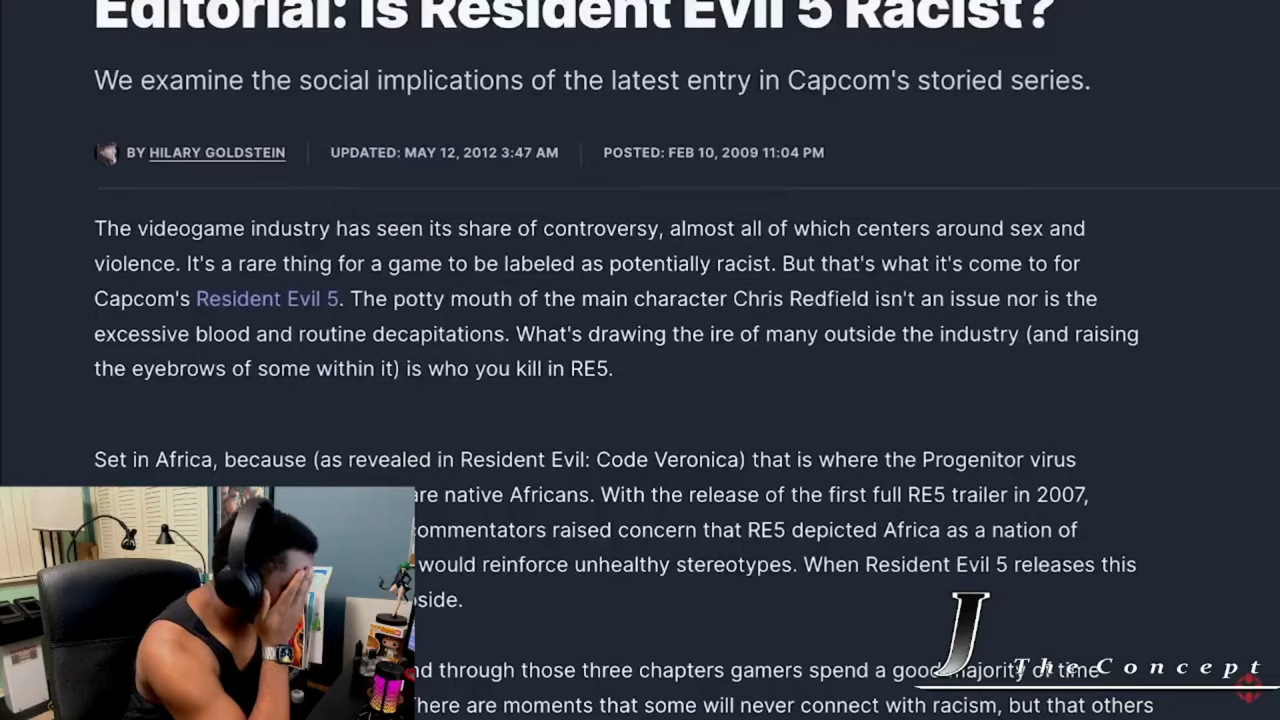 Editorial: Is Resident Evil 5 Racist?
We examine the social implications of the latest entry in Capcom's storied series.
BY HILARY GOLDSTEIN
UPDATED: MAY 12, 2012 3:47 AM
POSTED: FEB 10, 2009 11:04 PM
The videogame industry has seen its share of controversy, almost all of which centers around sex and
violence. It's a rare thing for a game to be labeled as potentially racist. But that's what it's come to for
Capcom's Resident Evil 5. The potty mouth of the main character Chris Redfield isn't an issue nor is the
excessive blood and routine decapitations. What's drawing the ire of many outside the industry (and raising
the eyebrows of some within it) is who you kill in RE5.
Set in Africa, because (as revealed in Resident Evil: Code Veronica) that is where the Progenitor virus
are native Africans. With the release of the first full RE5 trailer in 2007,
commentators raised concern that RE5 depicted Africa as a nation of
would reinforce unhealthy stereotypes. When Resident Evil 5 releases this
side.
through those three chapters gamers spend a good majority of time
There are moments that some will never connect with racism, but that others
J The Concept